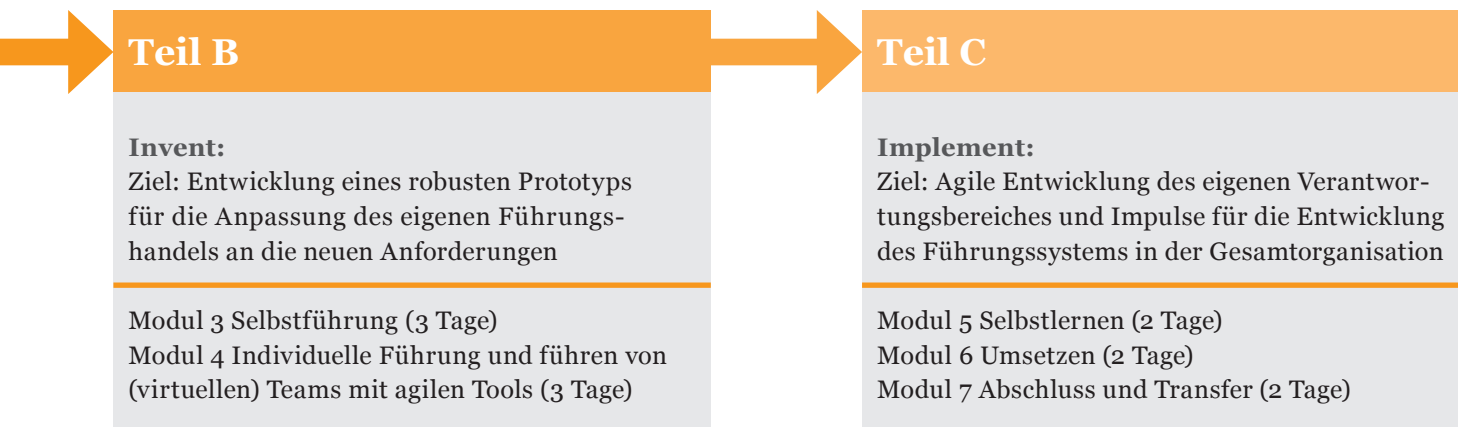 Teil B
Invent:
Ziel: Entwicklung eines robusten Prototyps
für die Anpassung des eigenen Führungs-
handels an die neuen Anforderungen
Modul 3 Selbstführung (3 Tage)
Modul 4 Individuelle Führung und führen von
(virtuellen) Teams mit agilen Tools (3 Tage)
Teil C
Implement:
Ziel: Agile Entwicklung des eigenen Verantwor-
tungsbereiches und Impulse für die Entwicklung
des Führungssystems in der Gesamtorganisation
Modul 5 Selbstlernen (2 Tage)
Modul 6 Umsetzen (2 Tage)
Modul 7 Abschluss und Transfer (2 Tage)